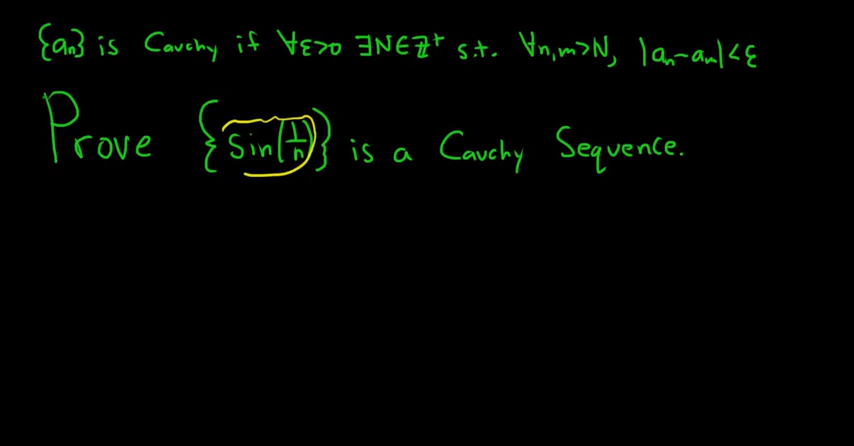 {aₙ} is Cauchy if ∀ε>0 ∃N∈ℤ⁺ s.t. ∀n,m>N, |aₙ-aₘ|<ε
Prove {sin(1/n)} is a Cauchy Sequence.